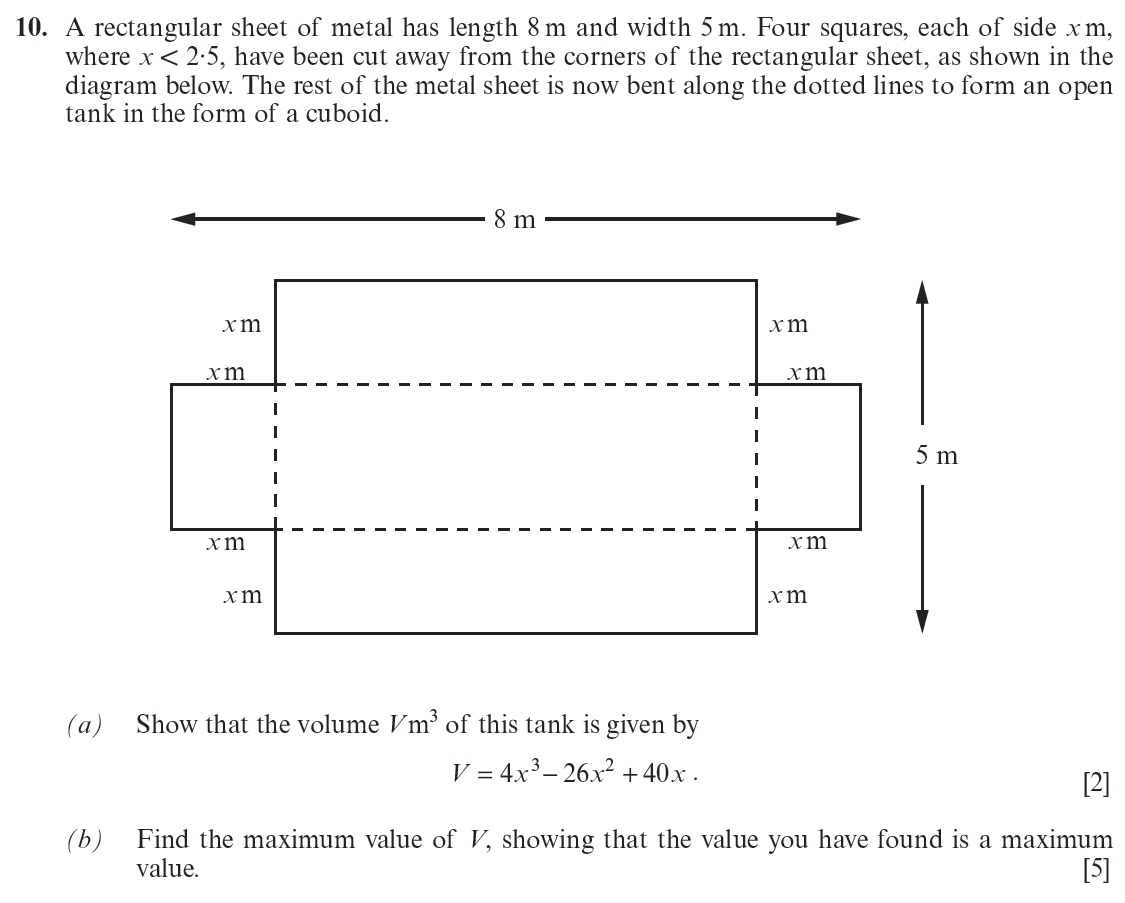 10. A rectangular sheet of metal has length 8 m and width 5 m. Four squares, each of side x m,
where x < 2·5, have been cut away from the corners of the rectangular sheet, as shown in the
diagram below. The rest of the metal sheet is now bent along the dotted lines to form an open
tank in the form of a cuboid.
8 m
x m x m
x m x m
5 m
x m x m
x m x m
(a) Show that the volume V m³ of this tank is given by
V = 4x³ – 26x² + 40x .
[2]
(b) Find the maximum value of V, showing that the value you have found is a maximum
value. [5]